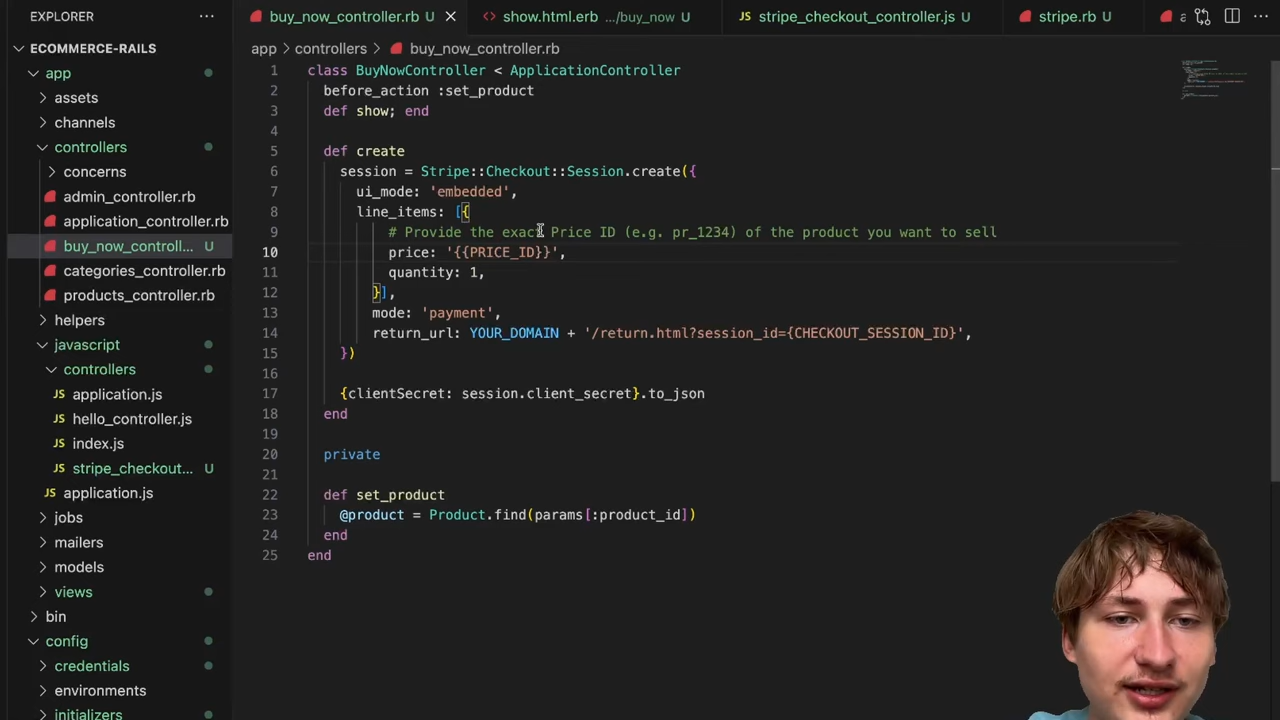 EXPLORER
ECOMMERCE-RAILS
app
assets
channels
controllers
concerns
admin_controller.rb
application_controller.rb
buy_now_controll... U
categories_controller.rb
products_controller.rb
helpers
javascript
controllers
JS application.js
JS hello_controller.js
JS index.js
JS stripe_checkout... U
JS application.js
jobs
mailers
models
views
bin
config
credentials
environments
initializers
buy_now_controller.rb U
show.html.erb .../buy_now U
JS stripe_checkout_controller.js U
stripe.rb U
app > controllers > buy_now_controller.rb
1 class BuyNowController < ApplicationController
2 before_action :set_product
3 def show; end
4
5 def create
6 session = Stripe::Checkout::Session.create({
7 ui_mode: 'embedded',
8 line_items: [{
9 # Provide the exact Price ID (e.g. pr_1234) of the product you want to sell
10 price: '{{PRICE_ID}}',
11 quantity: 1,
12 }],
13 mode: 'payment',
14 return_url: YOUR_DOMAIN + '/return.html?session_id={CHECKOUT_SESSION_ID}',
15 })
16
17 {clientSecret: session.client_secret}.to_json
18 end
19
20 private
21
22 def set_product
23 @product = Product.find(params[:product_id])
24 end
25 end